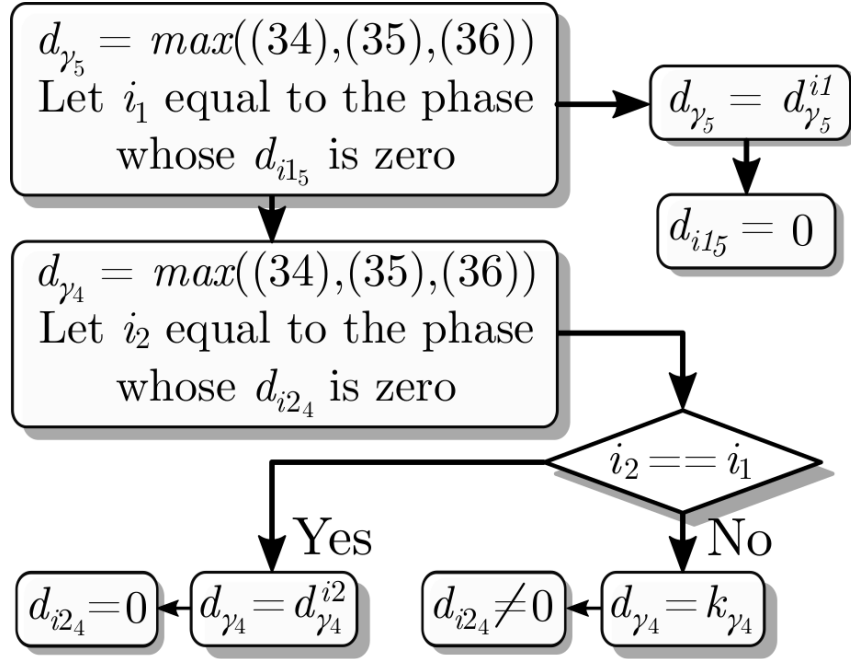 d_{γ_5} = max((34),(35),(36))
Let i_1 equal to the phase
whose d_{i1_5} is zero
d_{γ_5} = d_{γ_5}^{i1}
d_{i1_5} = 0
d_{γ_4} = max((34),(35),(36))
Let i_2 equal to the phase
whose d_{i2_4} is zero
i_2 == i_1
Yes
No
d_{i2_4}=0
d_{γ_4}=d_{γ_4}^{i2}
d_{i2_4}≠0
d_{γ_4}=k_{γ_4}